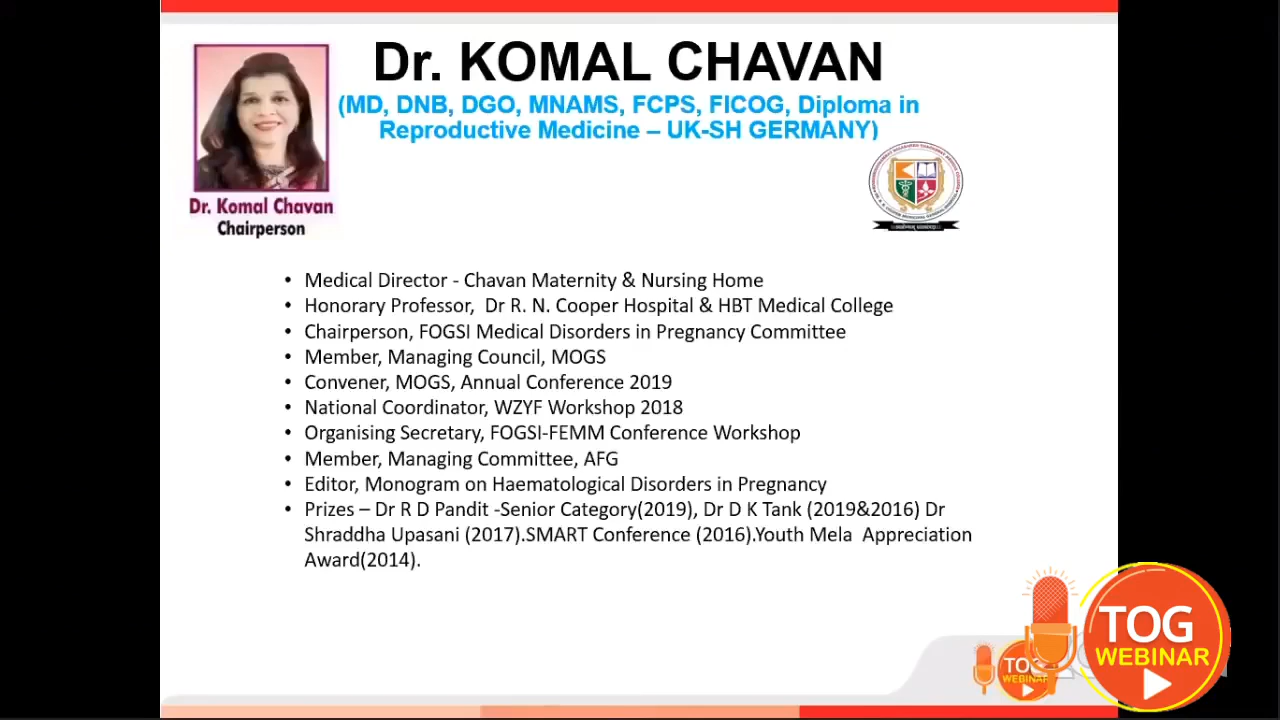 Dr. KOMAL CHAVAN
(MD, DNB, DGO, MNAMS, FCPS, FICOG, Diploma in
Reproductive Medicine – UK-SH GERMANY)
Dr. Komal Chavan
Chairperson
• Medical Director - Chavan Maternity & Nursing Home
• Honorary Professor, Dr R. N. Cooper Hospital & HBT Medical College
• Chairperson, FOGSI Medical Disorders in Pregnancy Committee
• Member, Managing Council, MOGS
• Convener, MOGS, Annual Conference 2019
• National Coordinator, WZYF Workshop 2018
• Organising Secretary, FOGSI-FEMM Conference Workshop
• Member, Managing Committee, AFG
• Editor, Monogram on Haematological Disorders in Pregnancy
• Prizes – Dr R D Pandit -Senior Category(2019), Dr D K Tank (2019&2016) Dr
Shraddha Upasani (2017).SMART Conference (2016).Youth Mela Appreciation
Award(2014).
TOG
WEBINAR
TOG
WEBINAR